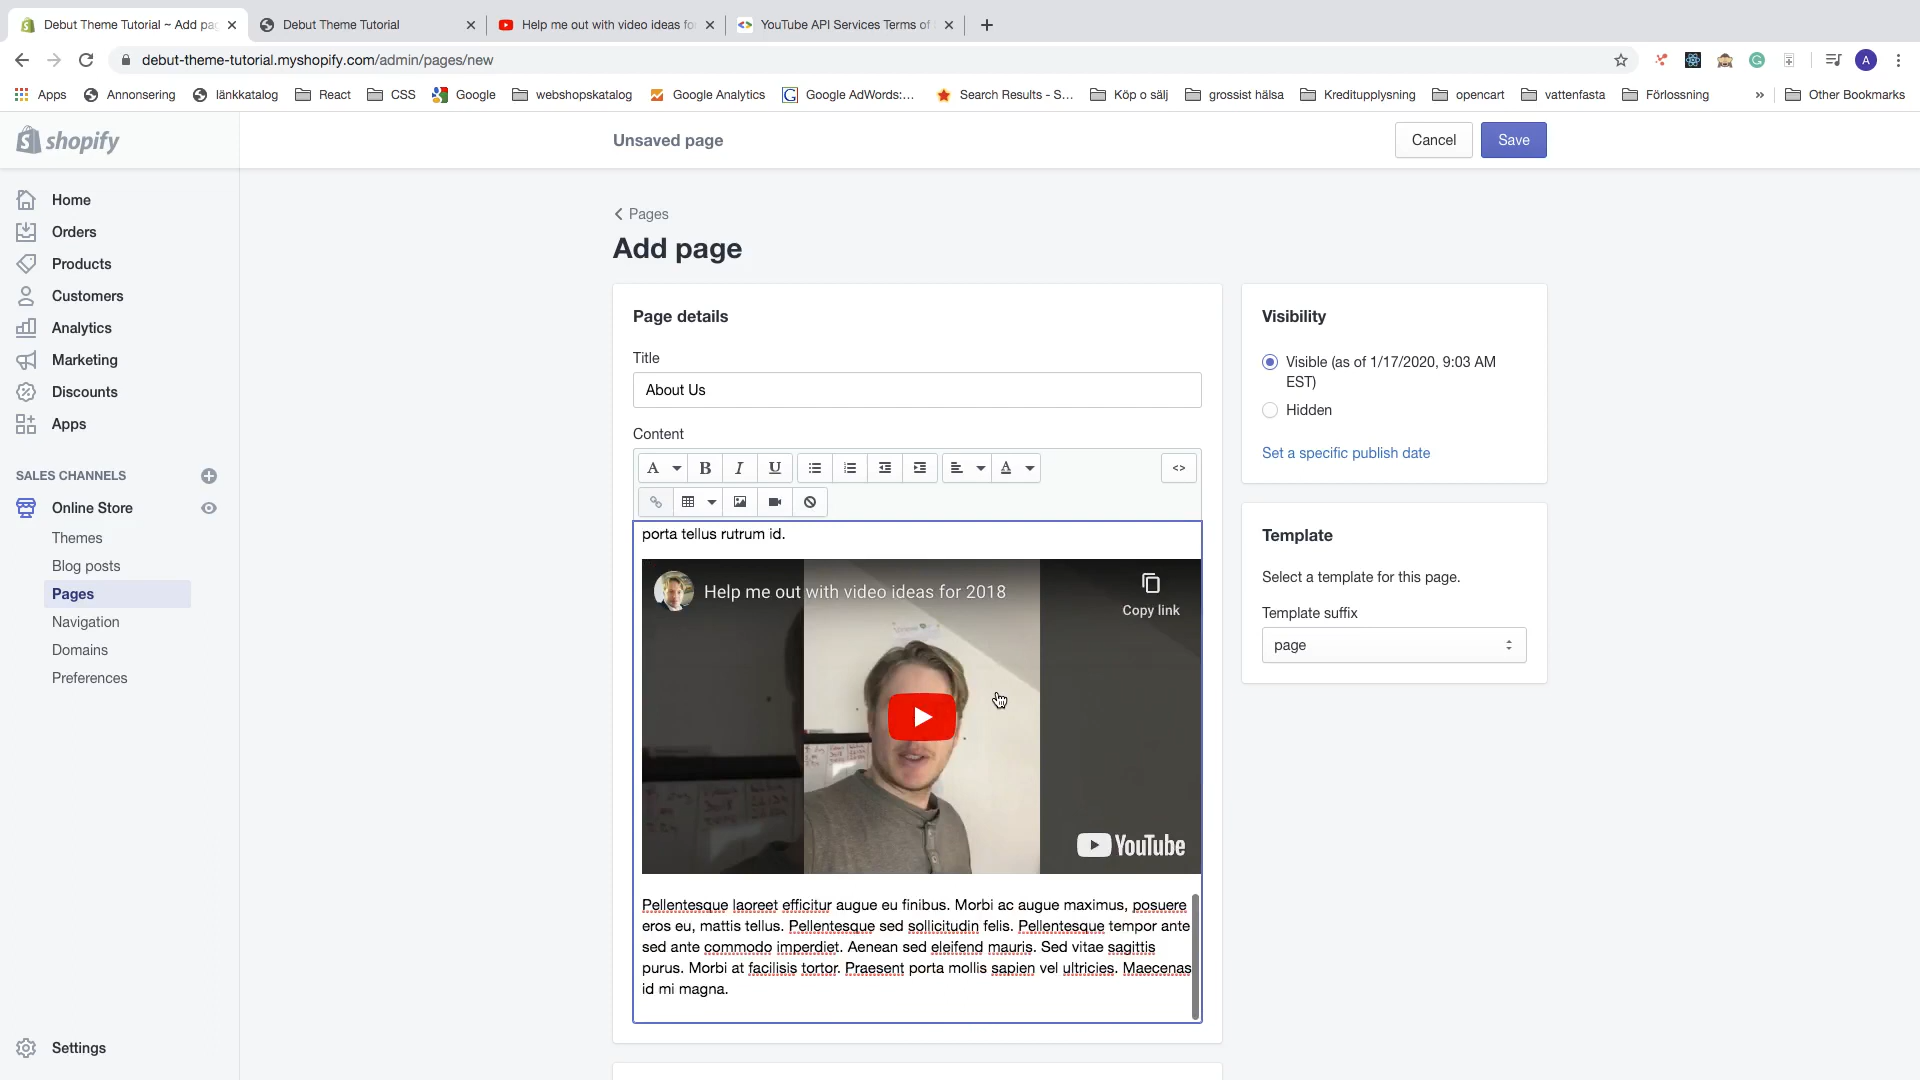 Debut Theme Tutorial ~ Add pag
Debut Theme Tutorial
Help me out with video ideas fo
YouTube API Services Terms of
debut-theme-tutorial.myshopify.com/admin/pages/new
A
Apps
Annonsering
länkkatalog
React
CSS
Google
webshopskatalog
Google Analytics
Google AdWords:...
Search Results - S...
Köp o sälj
grossist hälsa
Kreditupplysning
opencart
vattenfasta
Förlossning
»
Other Bookmarks
shopify
Unsaved page
Cancel
Save
Home
Orders
Products
Customers
Analytics
Marketing
Discounts
Apps
SALES CHANNELS
Online Store
Themes
Blog posts
Pages
Navigation
Domains
Preferences
Settings
Pages
Add page
Page details
Title
About Us
Content
A
B
I
U
A
<>
porta tellus rutrum id.
Help me out with video ideas for 2018
Copy link
YouTube
Pellentesque laoreet efficitur augue eu finibus. Morbi ac augue maximus, posuere
eros eu, mattis tellus. Pellentesque sed sollicitudin felis. Pellentesque tempor ante
sed ante commodo imperdiet. Aenean sed eleifend mauris. Sed vitae sagittis
purus. Morbi at facilisis tortor. Praesent porta mollis sapien vel ultricies. Maecenas
id mi magna.
Visibility
Visible (as of 1/17/2020, 9:03 AM
EST)
Hidden
Set a specific publish date
Template
Select a template for this page.
Template suffix
page